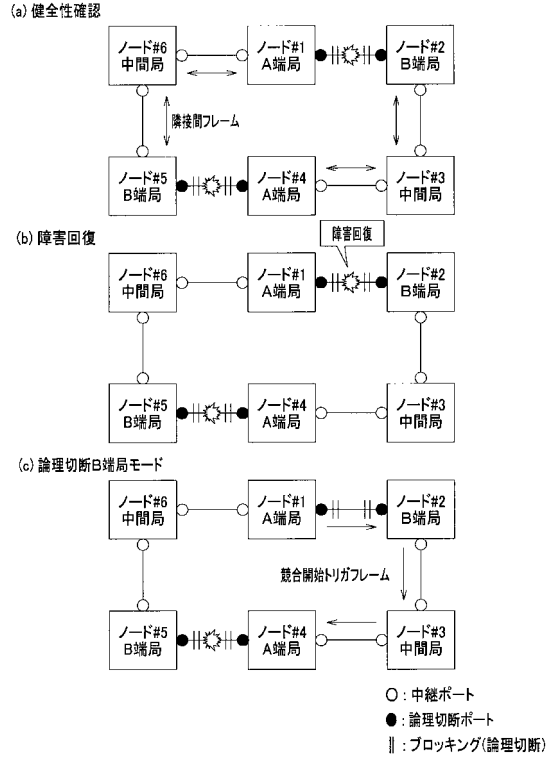 (a) 健全性確認
ノード#6
中間局
ノード#1
A端局
ノード#2
B端局
隣接間フレーム
ノード#5
B端局
ノード#4
A端局
ノード#3
中間局
(b) 障害回復
障害回復
ノード#6
中間局
ノード#1
A端局
ノード#2
B端局
ノード#5
B端局
ノード#4
A端局
ノード#3
中間局
(c) 論理切断B端局モード
ノード#6
中間局
ノード#1
A端局
ノード#2
B端局
競合開始トリガフレーム
ノード#5
B端局
ノード#4
A端局
ノード#3
中間局
○:中継ポート
●:論理切断ポート
||:ブロッキング(論理切断)